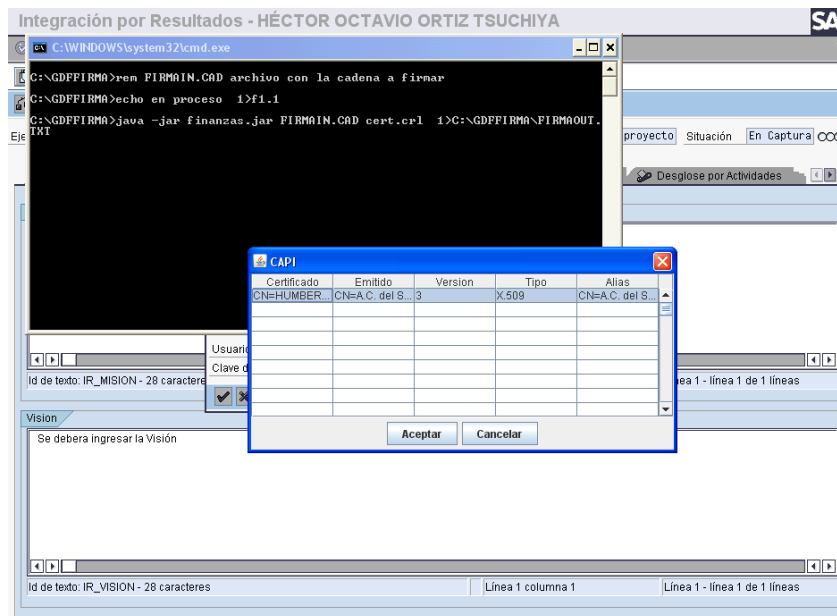 Integración por Resultados - HÉCTOR OCTAVIO ORTIZ TSUCHIYA
C:\WINDOWS\system32\cmd.exe
C:\GDFFIRMA>rem FIRMAIN.CAD archivo con la cadena a firmar
C:\GDFFIRMA>echo en proceso 1>f1.1
C:\GDFFIRMA>java -jar finanzas.jar FIRMAIN.CAD cert.crl 1>C:\GDFFIRMA\FIRMAOUT.
TXT
Eje
proyecto Situación En Captura
Desglose por Actividades
CAPI
Certificado Emitido Version Tipo Alias
CN=HUMBER... CN=A.C. del S... 3 X.509 CN=A.C. del S...
Usuario
Clave d
Id de texto: IR_MISION - 28 caractere
ea 1 - línea 1 de 1 líneas
Aceptar Cancelar
Vision
Se debera ingresar la Visión
Id de texto: IR_VISION - 28 caracteres Línea 1 columna 1 Línea 1 - línea 1 de 1 líneas